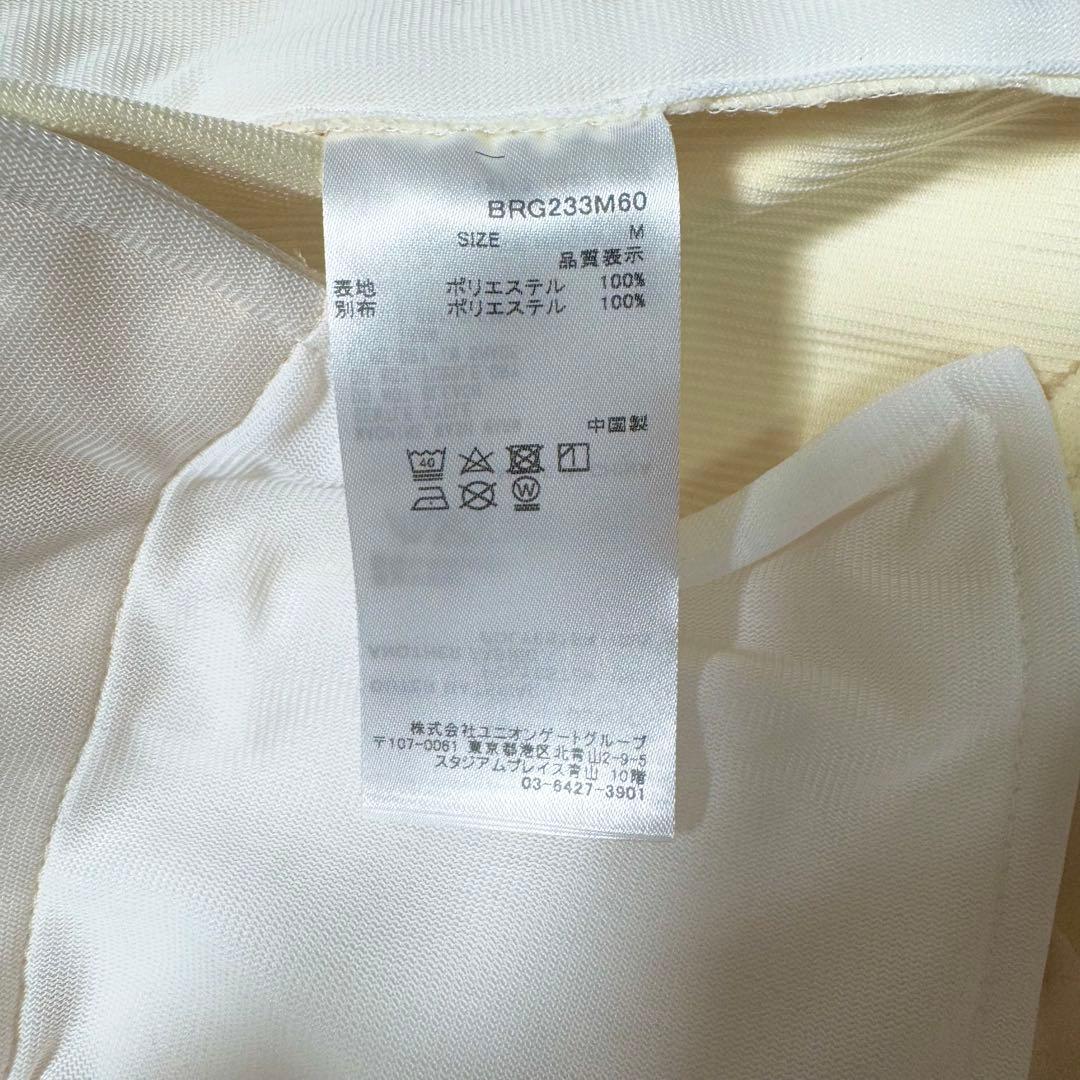 BRG233M60
SIZE M
品質表示
表地 ポリエステル 100%
別布 ポリエステル 100%
中国製
40
W
株式会社ユニオンゲートグループ
〒107-0061 東京都港区北青山2-9-5
スタジアムプレイス青山 10階
03-6427-3901